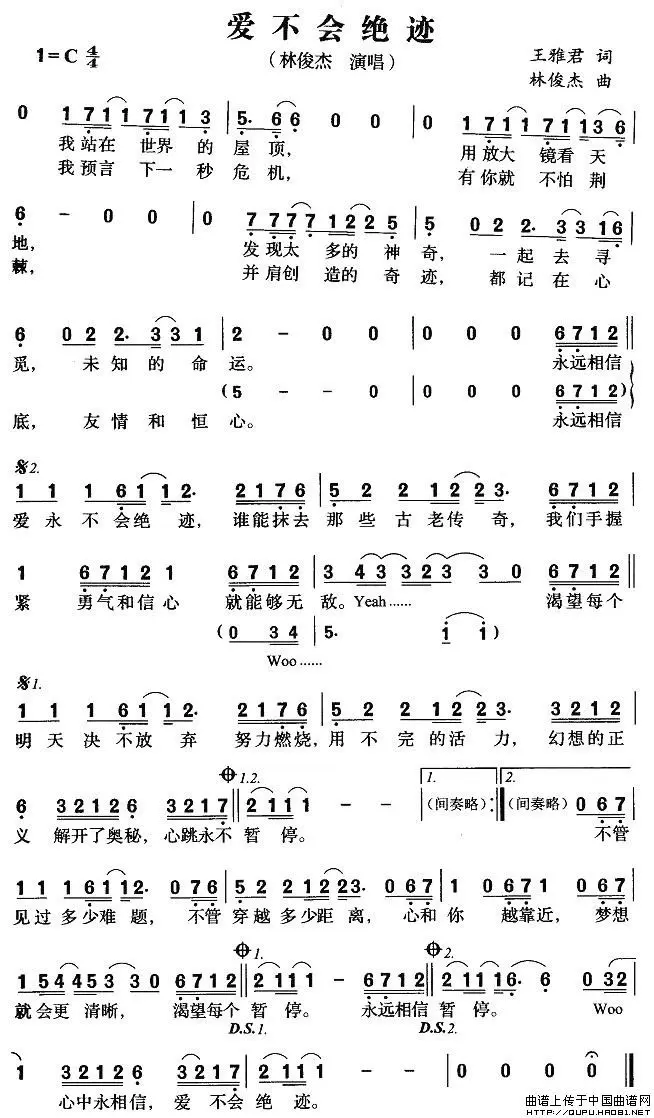 爱不会绝迹
1=C 4/4
（林俊杰 演唱）
王雅君 词
林俊杰 曲
0 1 7 1 1 7 1 1 3 | 5. 6 6 0 0 | 0 1 7 1 1 7 1 1 3 6
我站在 世界 的 屋 顶， 用放大 镜看 天
我预言 下一 秒 危 机， 有你就 不怕 荆
6 - 0 0 | 0 7 7 7 7 1 2 2 5 | 5 0 2 2. 3 3 1 6
地， 发现太 多的 神 奇， 一起 去 寻
棘， 并肩创 造的 奇 迹， 都记 在 心
6 0 2 2. 3 3 1 | 2 - 0 0 | 0 0 0 6 7 1 2
觅， 未知 的 命 运。 永远相信
(5 - - 0 | 0 0 0 6 7 1 2)
底， 友情 和 恒 心。 永远相信
𝄋2.
1 1 1 6 1 1 2. 2 1 7 6 | 5 2 2 1 2 2 3. 6 7 1 2
爱永 不 会绝 迹， 谁能抹去 那些 古 老传 奇， 我们手握
1 6 7 1 2 1 6 7 1 2 | 3 4 3 3 2 3 3 0 6 7 1 2
紧 勇气和信心 就能够无 敌。Yeah...... 渴望每个
(0 3 4 | 5. 1 1)
Woo......
𝄋1.
1 1 1 6 1 1 2. 2 1 7 6 | 5 2 2 1 2 2 3. 3 2 1 2
明天 决 不放 弃 努力燃烧， 用不 完 的活 力， 幻想的正
𝄌1.2. 1. 2.
6 3 2 1 2 6 3 2 1 7 | 2 1 1 1 - - (间奏略) :| (间奏略) 0 6 7
义 解开了奥秘， 心跳永不 暂 停。 不管
1 1 1 6 1 1 2. 0 7 6 | 5 2 2 1 2 2 3. 0 6 7 | 1 0 6 7 1 0 6 7
见过 多少难 题， 不管 穿越 多少距 离， 心和 你 越靠近， 梦想
𝄌1. 𝄌2.
1 5 4 4 5 3 3 0 6 7 1 2 | 2 1 1 1 - 6 7 1 2 | 2 1 1 1 6. 6 0 3 2
就会更 清晰， 渴望每个 暂 停。 永远相信 暂 停。 Woo
D.S.1. D.S.2.
1 3 2 1 2 6 3 2 1 7 | 2 1 1 1 - - | 0 0 0 0
心中永相信， 爱 不会 绝 迹。
曲谱上传于中国曲谱网
HTTP://QUPU.HAO81.NET